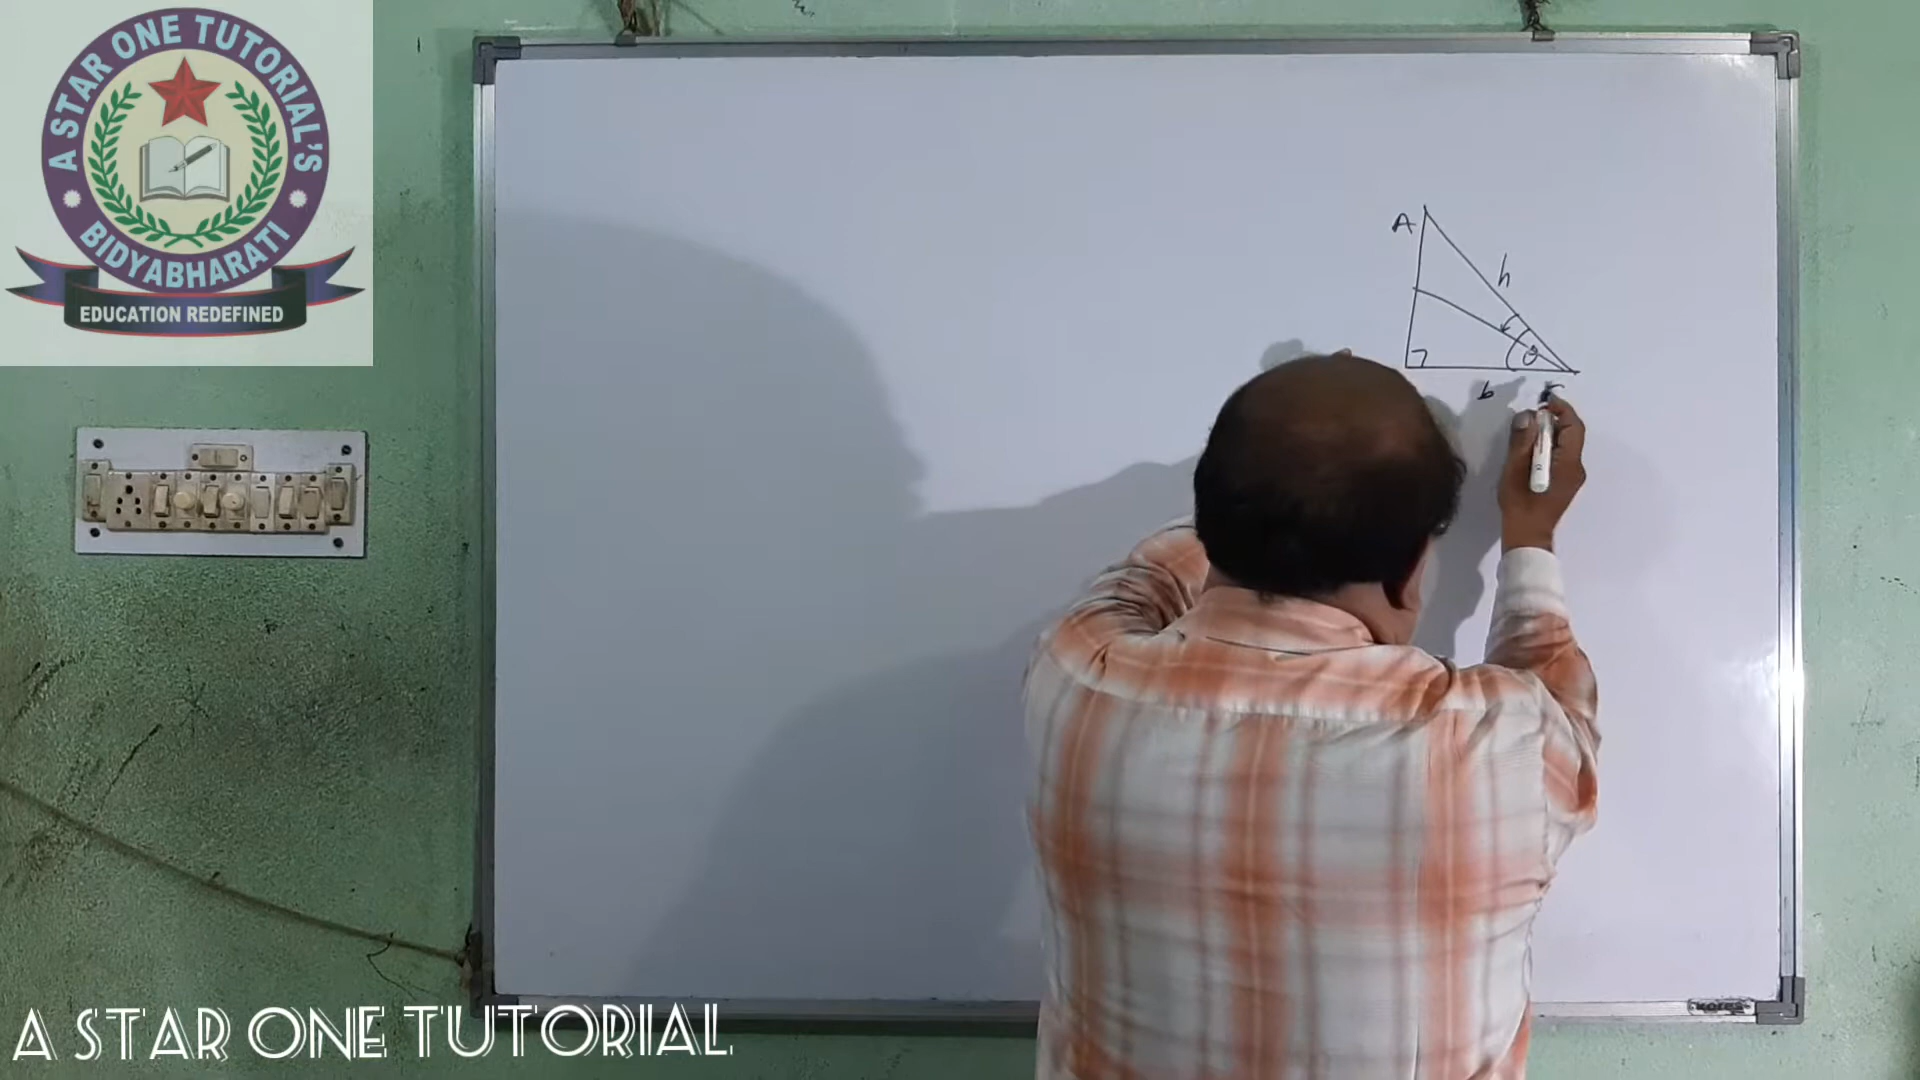 A STAR ONE TUTORIAL'S
BIDYABHARATI
EDUCATION REDEFINED
A
h
θ
b
A STAR ONE TUTORIAL